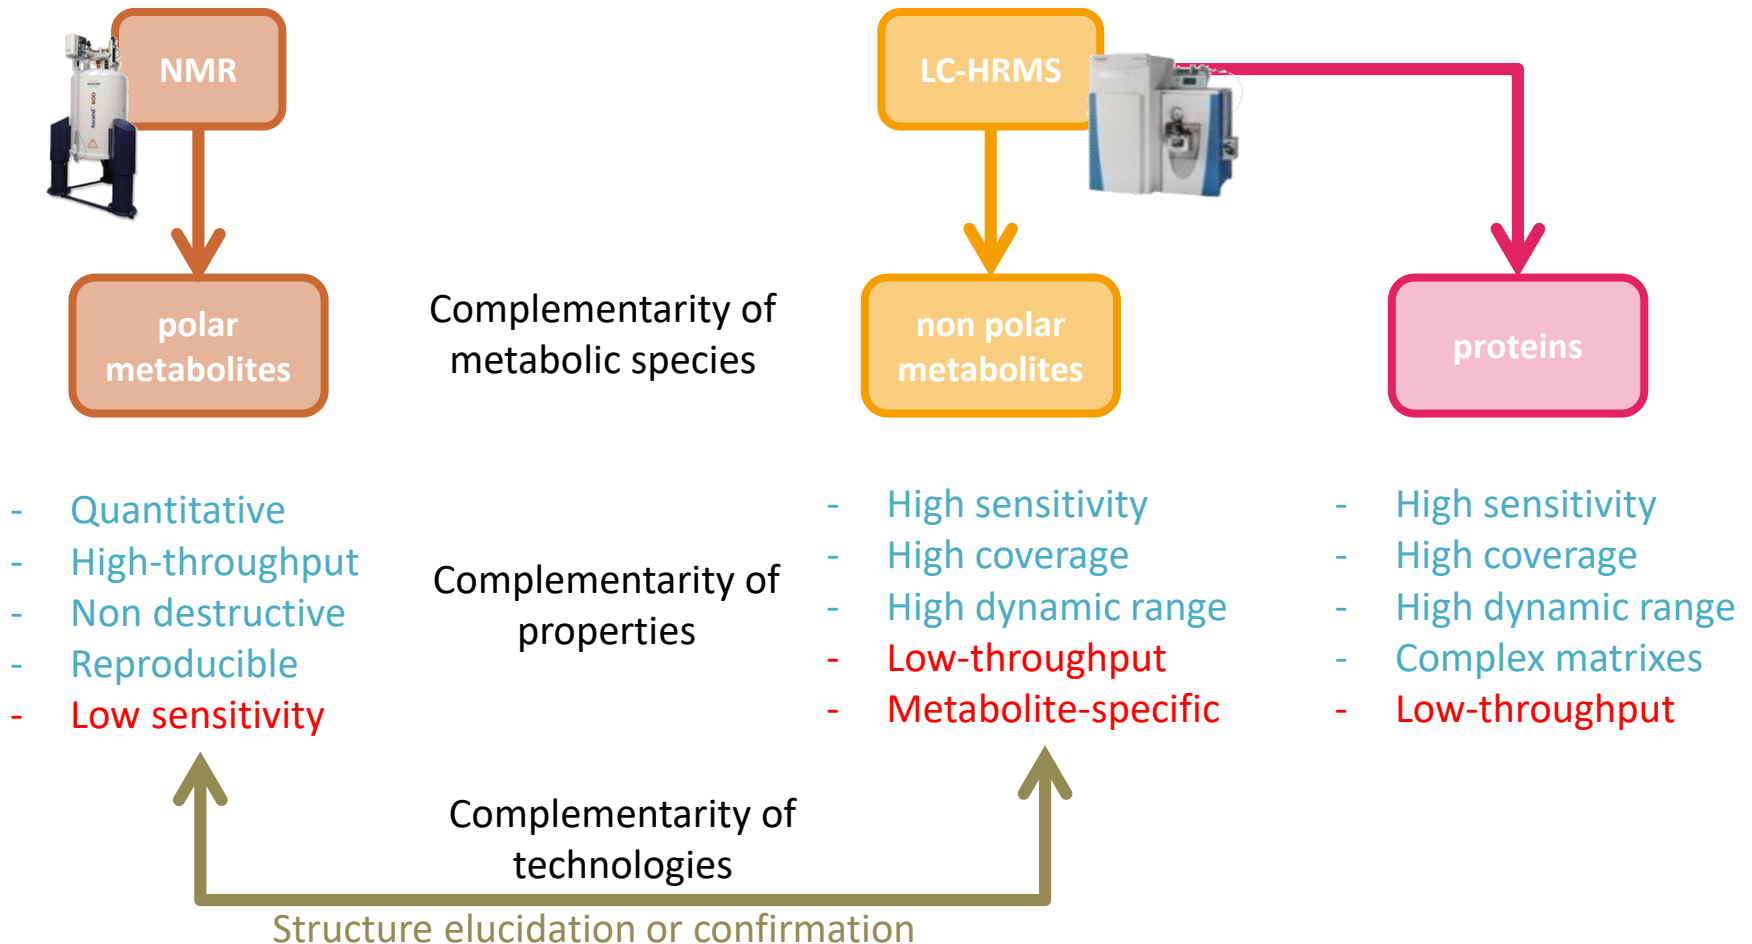 NMR
LC-HRMS
Ascend 600
polar
metabolites
Complementarity of
metabolic species
non polar
metabolites
proteins
- Quantitative
- High-throughput
- Non destructive
- Reproducible
- Low sensitivity
Complementarity of
properties
- High sensitivity
- High coverage
- High dynamic range
- Low-throughput
- Metabolite-specific
- High sensitivity
- High coverage
- High dynamic range
- Complex matrixes
- Low-throughput
Complementarity of
technologies
Structure elucidation or confirmation